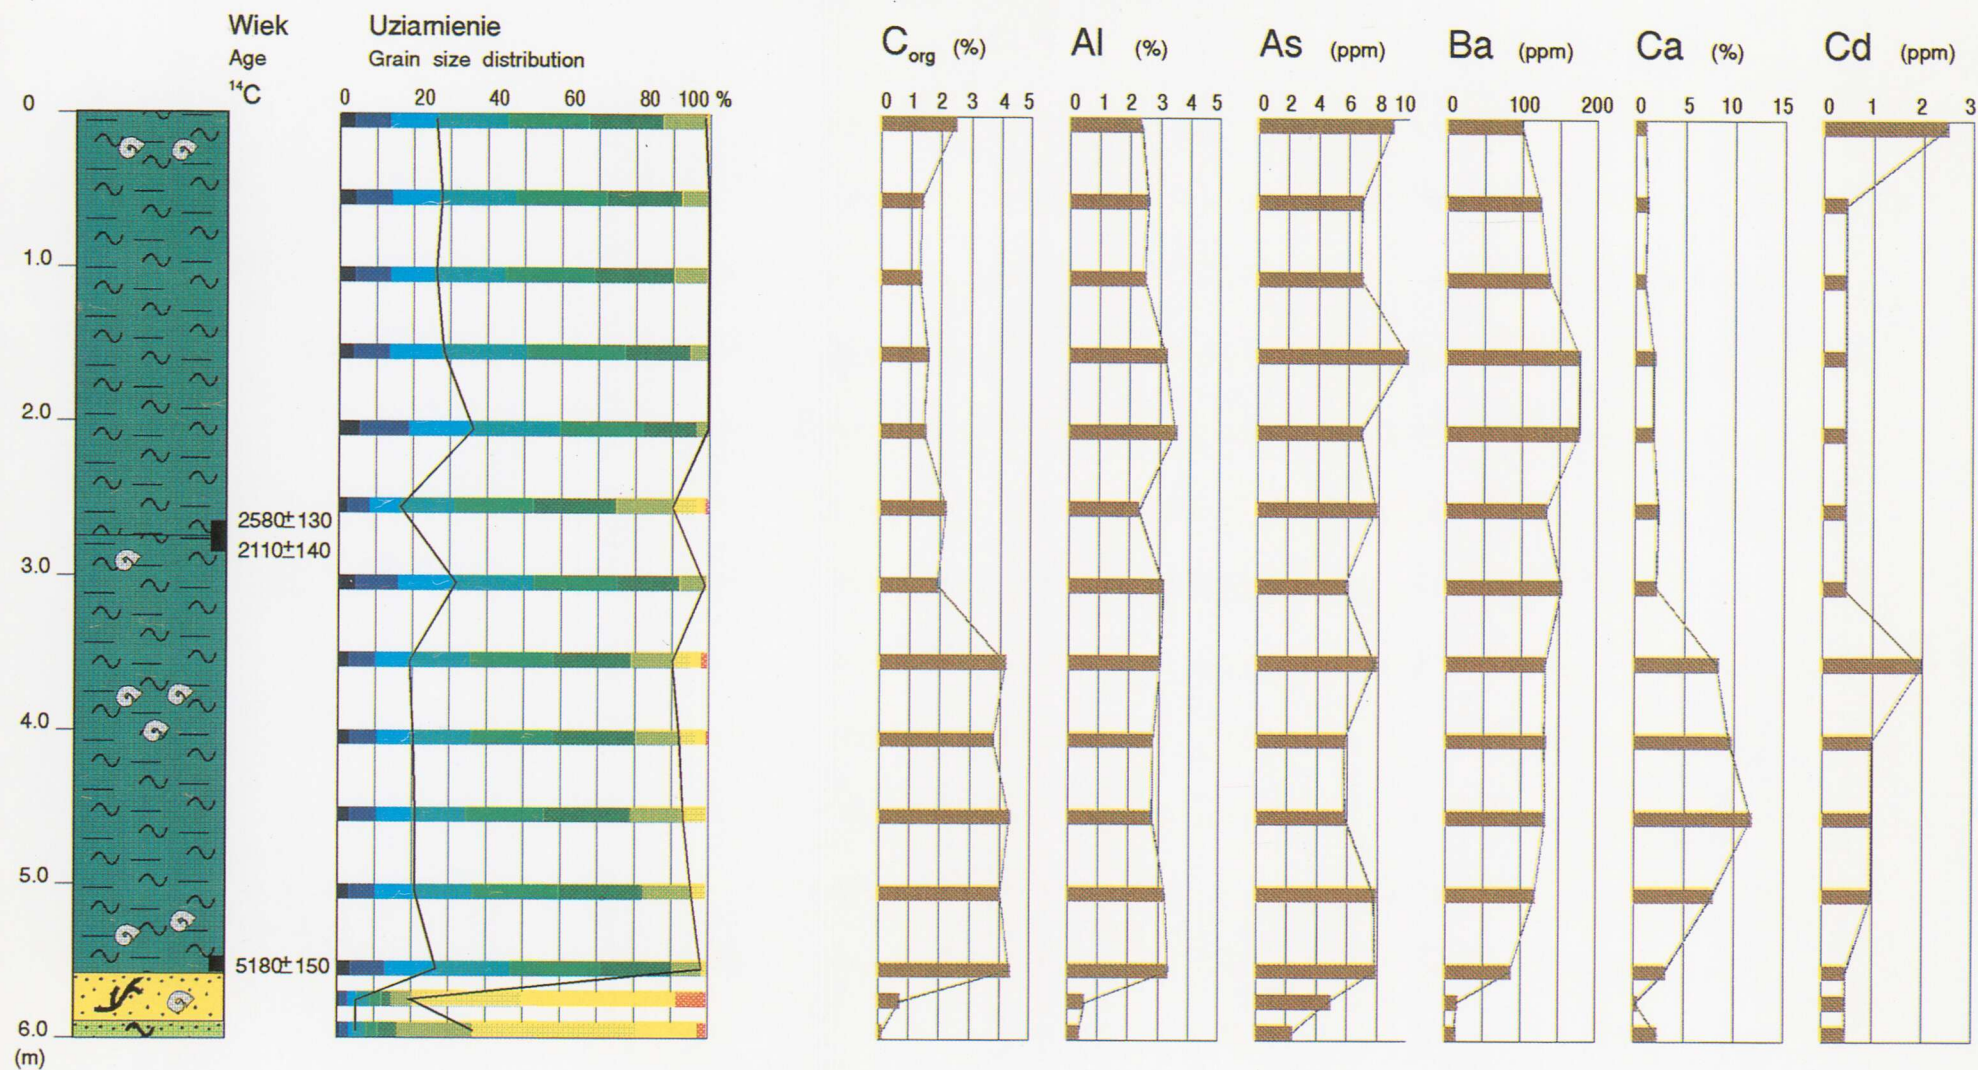 Wiek
Age
¹⁴C
Uziarnienie
Grain size distribution
C org (%)
Al (%)
As (ppm)
Ba (ppm)
Ca (%)
Cd (ppm)
0 20 40 60 80 100 %
0 1 2 3 4 5
0 1 2 3 4 5
0 2 4 6 8 10
0 100 200
0 5 10 15
0 1 2 3
0
1.0
2.0
2580±130
2110±140
3.0
4.0
5.0
5180±150
6.0
(m)